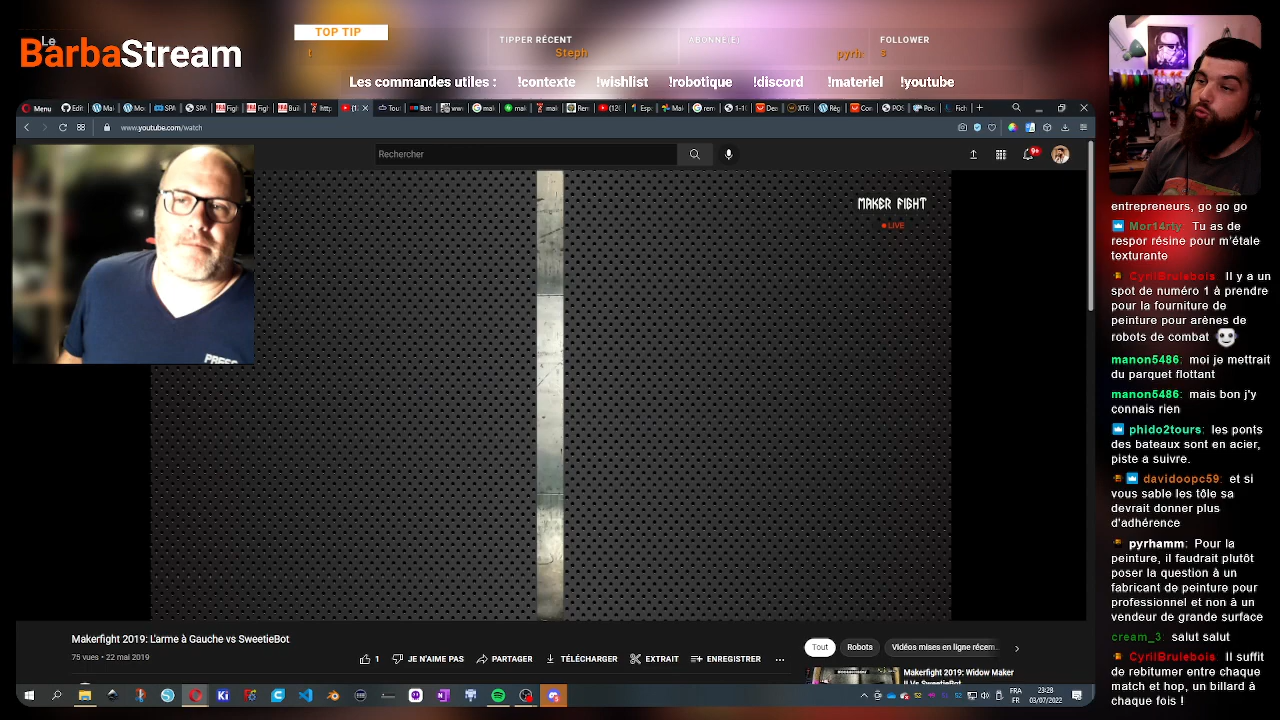 Le
BarbaStream
TOP TIP
TIPPER RÉCENT
ABONNÉ(E)
FOLLOWER
t
Steph
pyrh
s
Les commandes utiles : !contexte !wishlist !robotique !discord !materiel !youtube
Menu
www.youtube.com/watch
Rechercher
9+
MAKER FIGHT
LIVE
PRESS
Makerfight 2019: L'arme à Gauche vs SweetieBot
75 vues • 22 mai 2019
1 JE N'AIME PAS PARTAGER TÉLÉCHARGER EXTRAIT ENREGISTRER ...
Tout Robots Vidéos mises en ligne récem...
Makerfight 2019: Widow Maker
II Vs SweetieBot
FRA
FR
23:28
03/07/2022
entrepreneurs, go go go
Mor14rty: Tu as de
respor résine pour m'étale
texturante
CyrilBrulebois: Il y a un
spot de numéro 1 à prendre
pour la fourniture de
peinture pour arènes de
robots de combat
manon5486: moi je mettrait
du parquet flottant
manon5486: mais bon j'y
connais rien
phido2tours: les ponts
des bateaux sont en acier,
piste a suivre.
davidoopc59: et si
vous sable les tôle sa
devrait donner plus
d'adhérence
pyrhamm: Pour la
peinture, il faudrait plutôt
poser la question à un
fabricant de peinture pour
professionnel et non à un
vendeur de grande surface
cream_3: salut salut
CyrilBrulebois: Il suffit
de rebitumer entre chaque
match et hop, un billard à
chaque fois !